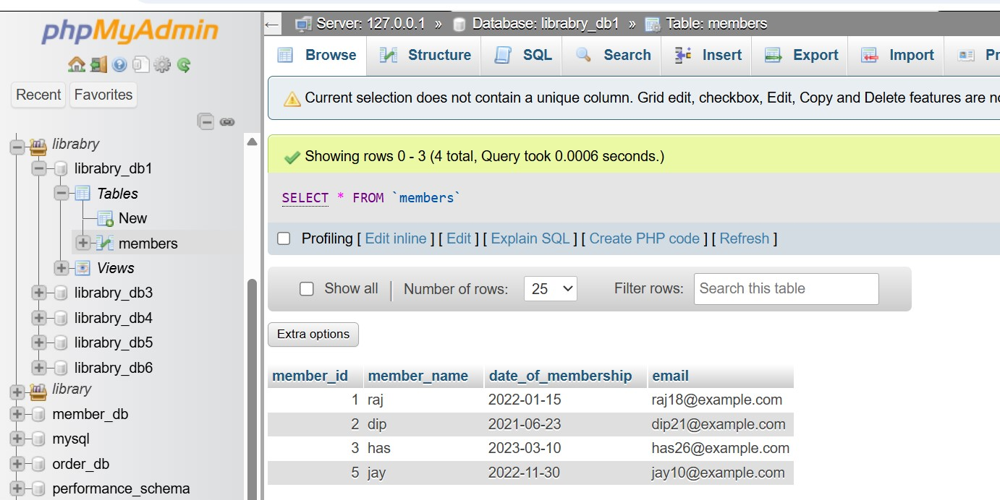 phpMyAdmin
Recent Favorites
librabry
librabry_db1
Tables
New
members
Views
librabry_db3
librabry_db4
librabry_db5
librabry_db6
library
member_db
mysql
order_db
performance_schema
← Server: 127.0.0.1 » Database: librabry_db1 » Table: members
Browse Structure SQL Search Insert Export Import Pr
Current selection does not contain a unique column. Grid edit, checkbox, Edit, Copy and Delete features are no
Showing rows 0 - 3 (4 total, Query took 0.0006 seconds.)
SELECT * FROM `members`
Profiling [ Edit inline ] [ Edit ] [ Explain SQL ] [ Create PHP code ] [ Refresh ]
Show all | Number of rows: 25 Filter rows: Search this table
Extra options
member_id member_name date_of_membership email
1 raj 2022-01-15 raj18@example.com
2 dip 2021-06-23 dip21@example.com
3 has 2023-03-10 has26@example.com
5 jay 2022-11-30 jay10@example.com